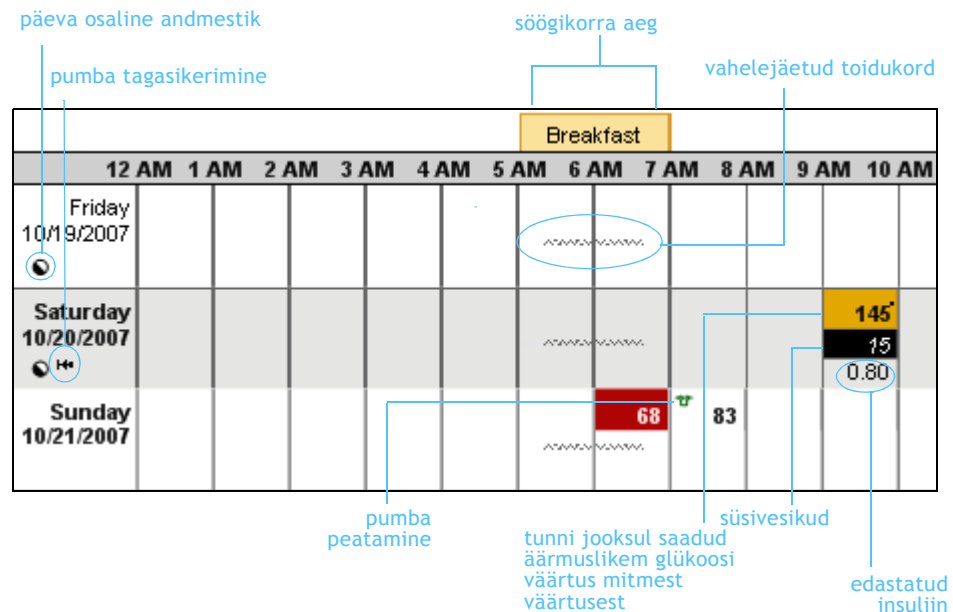 päeva osaline andmestik
söögikorra aeg
pumba tagasikerimine
vahelejäetud toidukord
Breakfast
12 AM 1 AM 2 AM 3 AM 4 AM 5 AM 6 AM 7 AM 8 AM 9 AM 10 AM
Friday
10/19/2007
Saturday
10/20/2007
145
15
0.80
Sunday
10/21/2007
68
83
pumba
peatamine
tunni jooksul saadud
äärmuslikem glükoosi
väärtus mitmest
väärtusest
süsivesikud
edastatud
insuliin